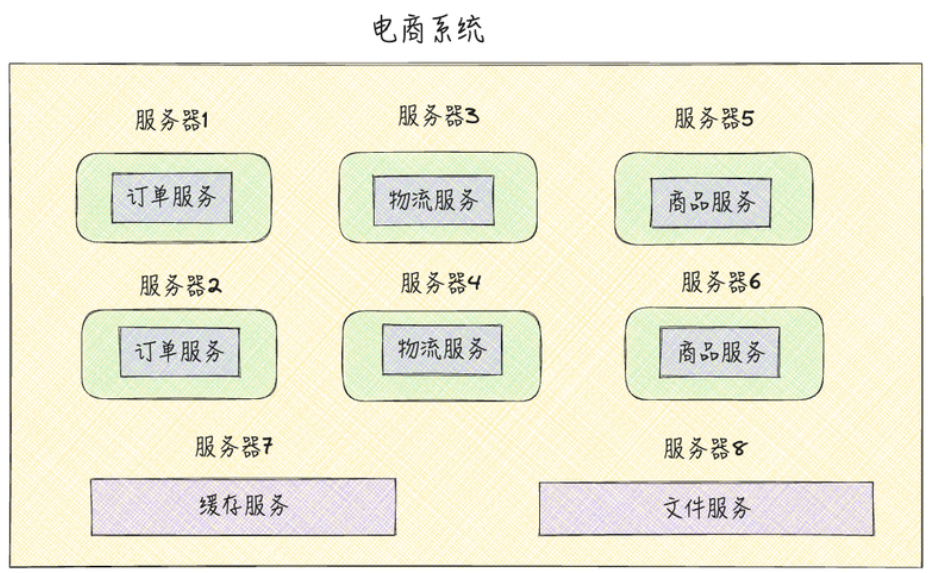 电商系统
服务器1
服务器3
服务器5
订单服务
物流服务
商品服务
服务器2
服务器4
服务器6
订单服务
物流服务
商品服务
服务器7
服务器8
缓存服务
文件服务